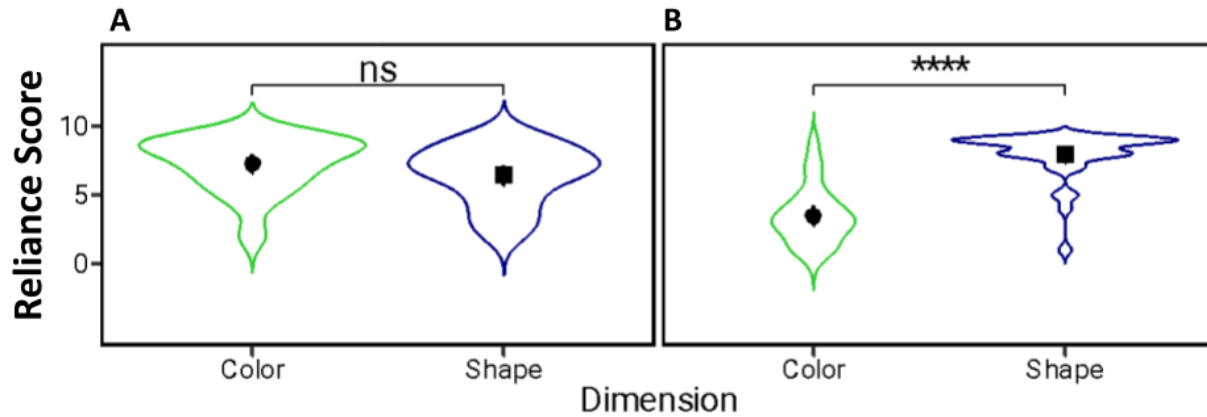 A
B
Reliance Score
10
5
0
ns
****
Color
Shape
Color
Shape
Dimension